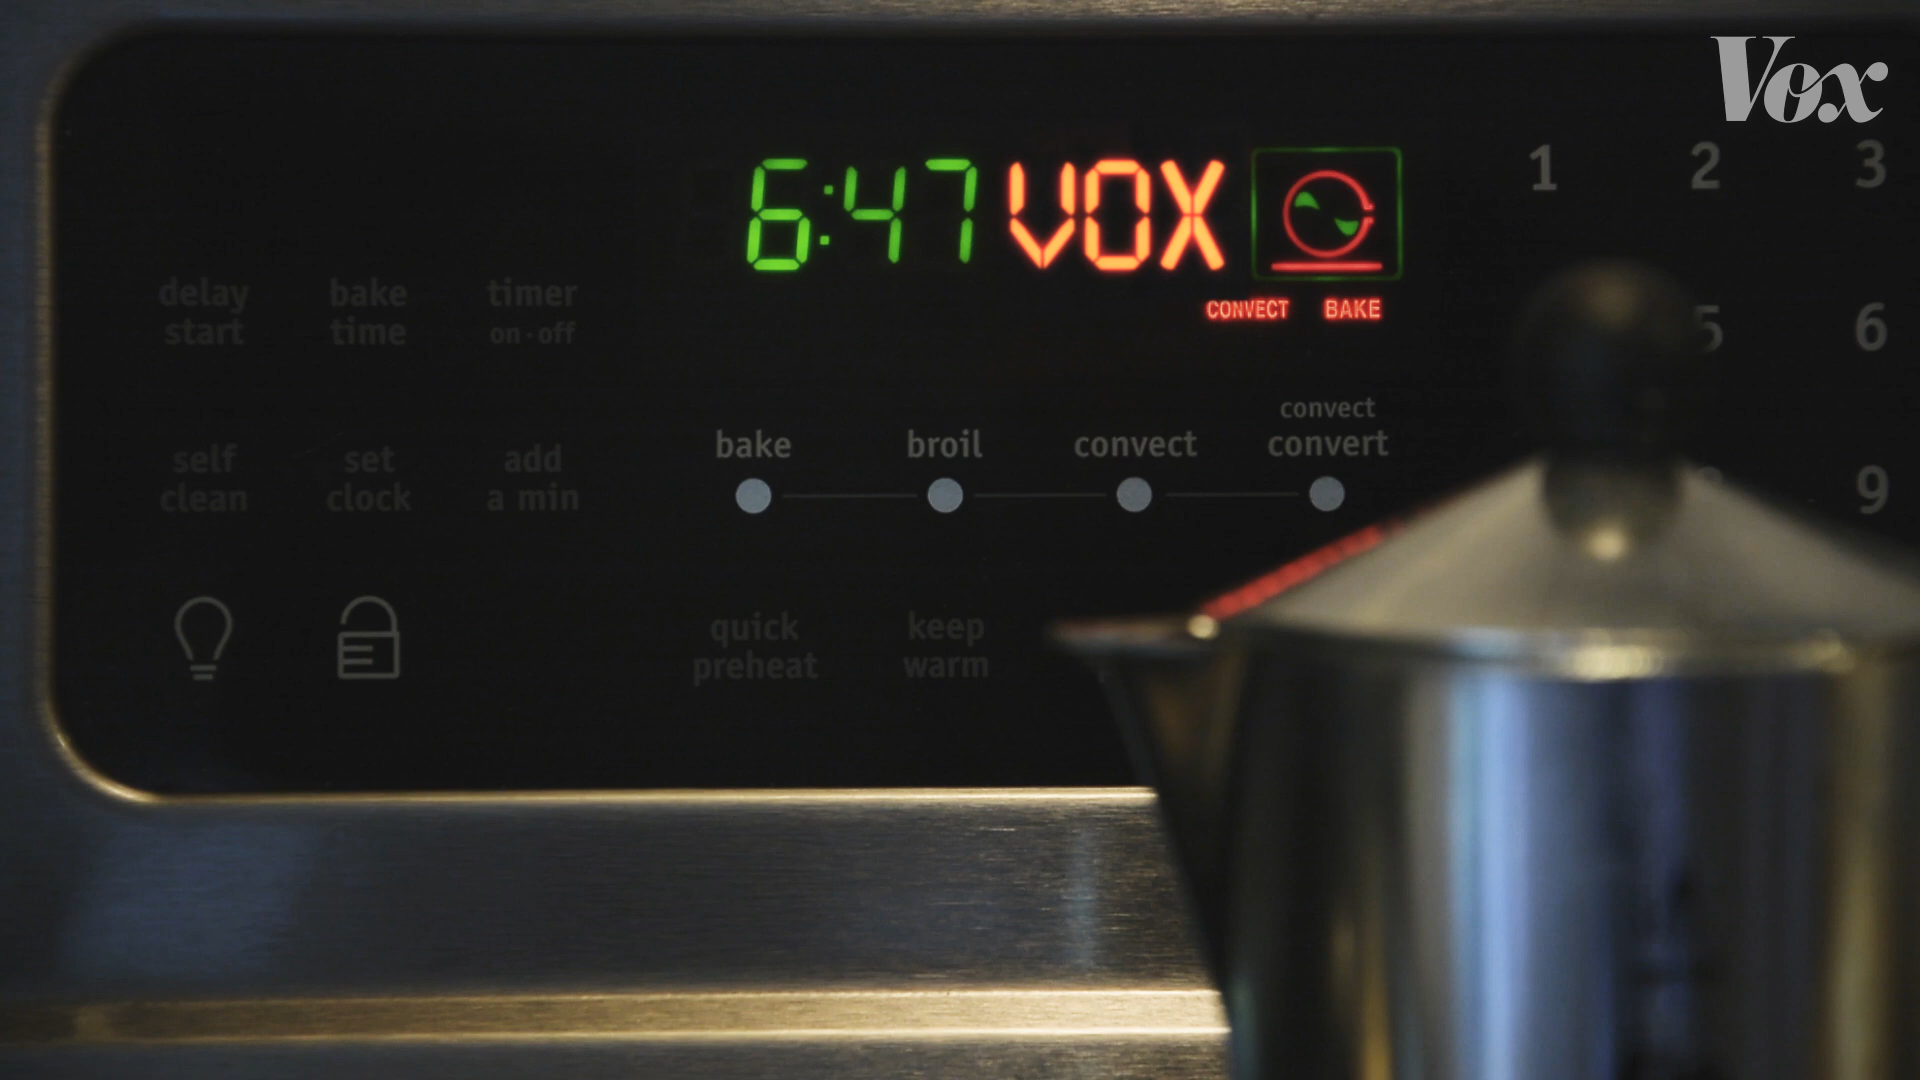 Vox
6:47 VOX
CONVECT BAKE
1 2 3
5 6
9
delay start
bake time
timer on·off
self clean
set clock
add a min
bake
broil
convect
convect convert
quick preheat
keep warm